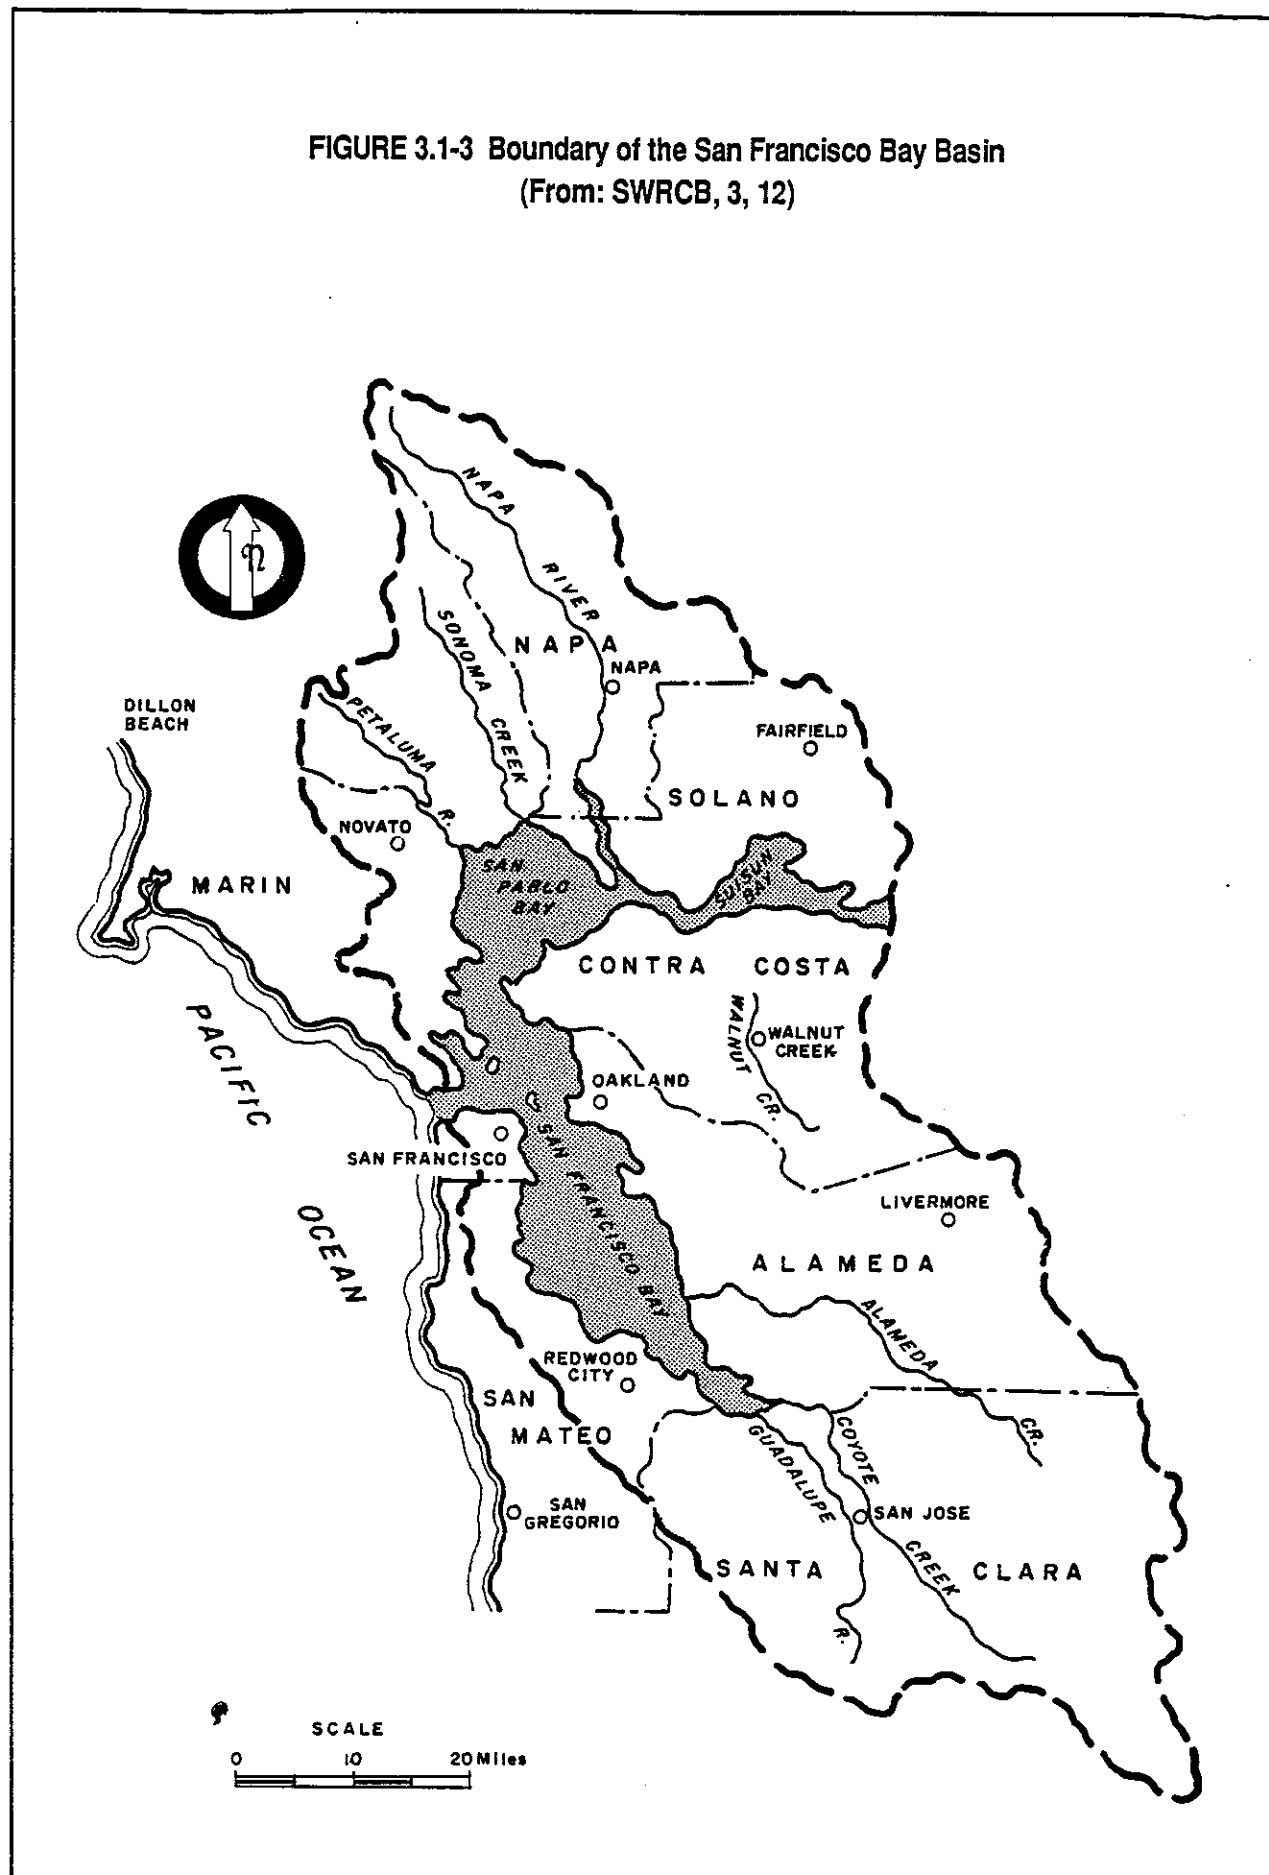 FIGURE 3.1-3 Boundary of the San Francisco Bay Basin
(From: SWRCB, 3, 12)
NAPA
RIVER
N
SONOMA
CREEK
NAPA
NAPA
PETALUMA
R.
DILLON
BEACH
FAIRFIELD
SOLANO
NOVATO
MARIN
SAN
PABLO
BAY
SUISUN
BAY
CONTRA COSTA
WALNUT
CR.
WALNUT
CREEK
PACIFIC
OCEAN
OAKLAND
SAN FRANCISCO
SAN FRANCISCO BAY
LIVERMORE
ALAMEDA
ALAMEDA
CR.
REDWOOD
CITY
SAN
MATEO
GUADALUPE
R.
COYOTE
CREEK
SAN JOSE
SAN
GREGORIO
SANTA CLARA
SCALE
0 10 20 Miles